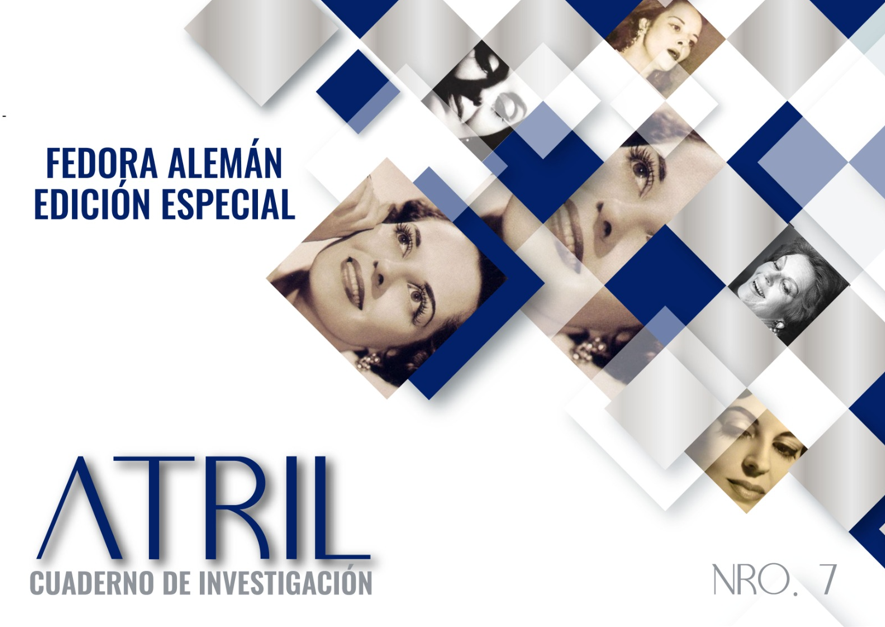 FEDORA ALEMÁN
EDICIÓN ESPECIAL
ATRIL
CUADERNO DE INVESTIGACIÓN
NRO. 7